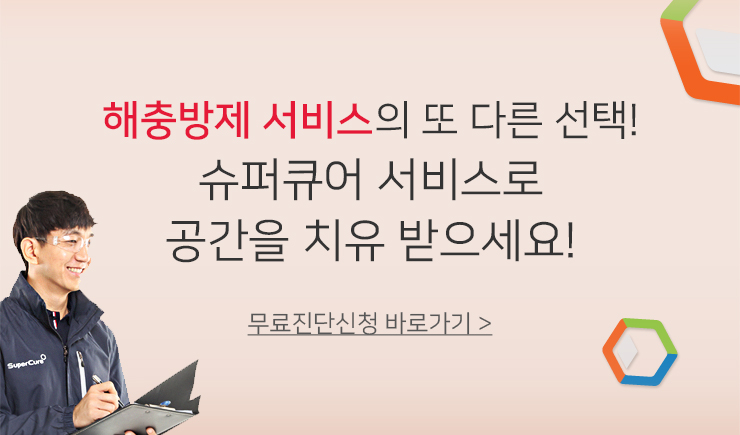 해충방제 서비스의 또 다른 선택!
슈퍼큐어 서비스로
공간을 치유 받으세요!
무료진단신청 바로가기 >
SuperCure